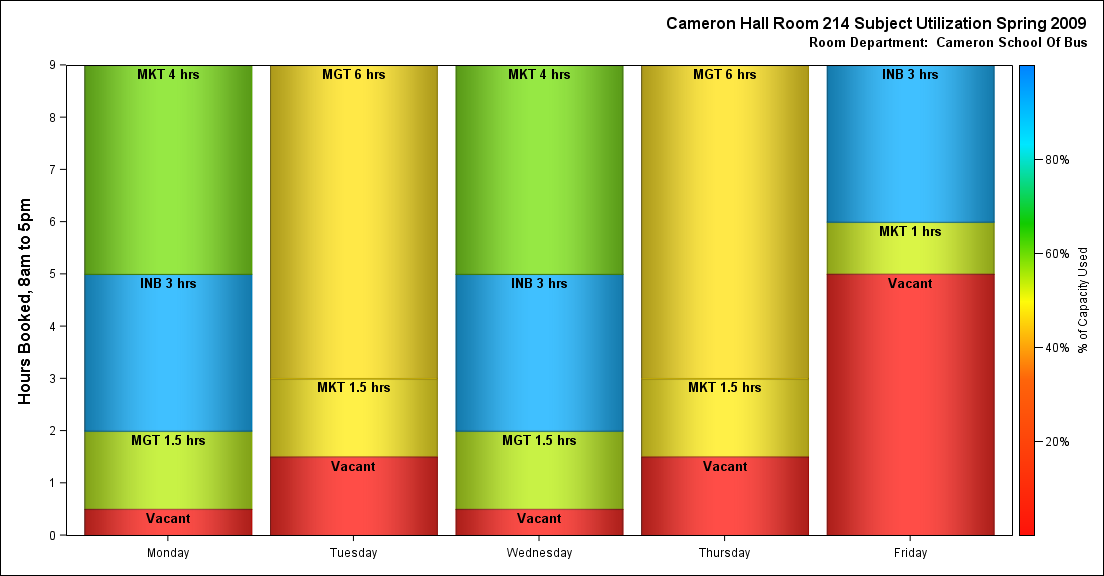 Cameron Hall Room 214 Subject Utilization Spring 2009
Room Department:  Cameron School Of Bus
Hours Booked, 8am to 5pm
9
8
7
6
5
4
3
2
1
0
MKT 4 hrs
INB 3 hrs
MGT 1.5 hrs
Vacant
MGT 6 hrs
MKT 1.5 hrs
Vacant
MKT 4 hrs
INB 3 hrs
MGT 1.5 hrs
Vacant
MGT 6 hrs
MKT 1.5 hrs
Vacant
INB 3 hrs
MKT 1 hrs
Vacant
Monday
Tuesday
Wednesday
Thursday
Friday
80%
60%
40%
20%
% of Capacity Used